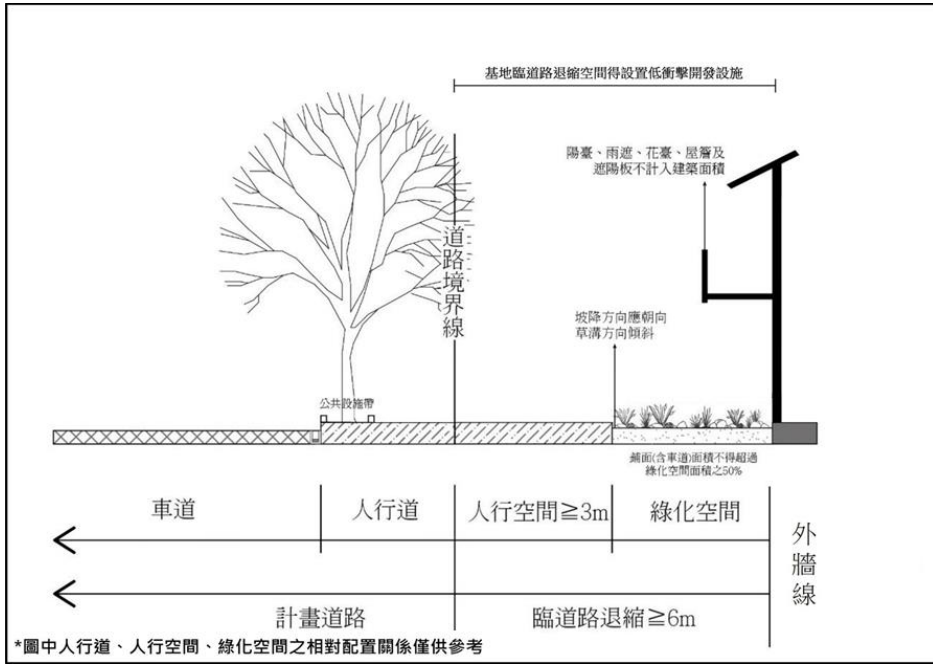 基地臨道路退縮空間得設置低衝擊開發設施
陽臺、雨遮、花臺、屋簷及
遮陽板不計入建築面積
道路境界線
坡降方向應朝向
草溝方向傾斜
公共設施帶
鋪面(含車道)面積不得超過
綠化空間面積之50%
車道
人行道
人行空間≧3m
綠化空間
外牆線
計畫道路
臨道路退縮≧6m
*圖中人行道、人行空間、綠化空間之相對配置關係僅供參考